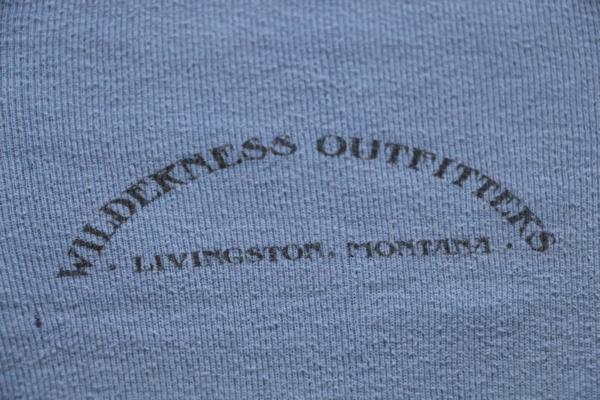 WILDERNESS OUTFITTERS
· LIVINGSTON, MONTANA ·